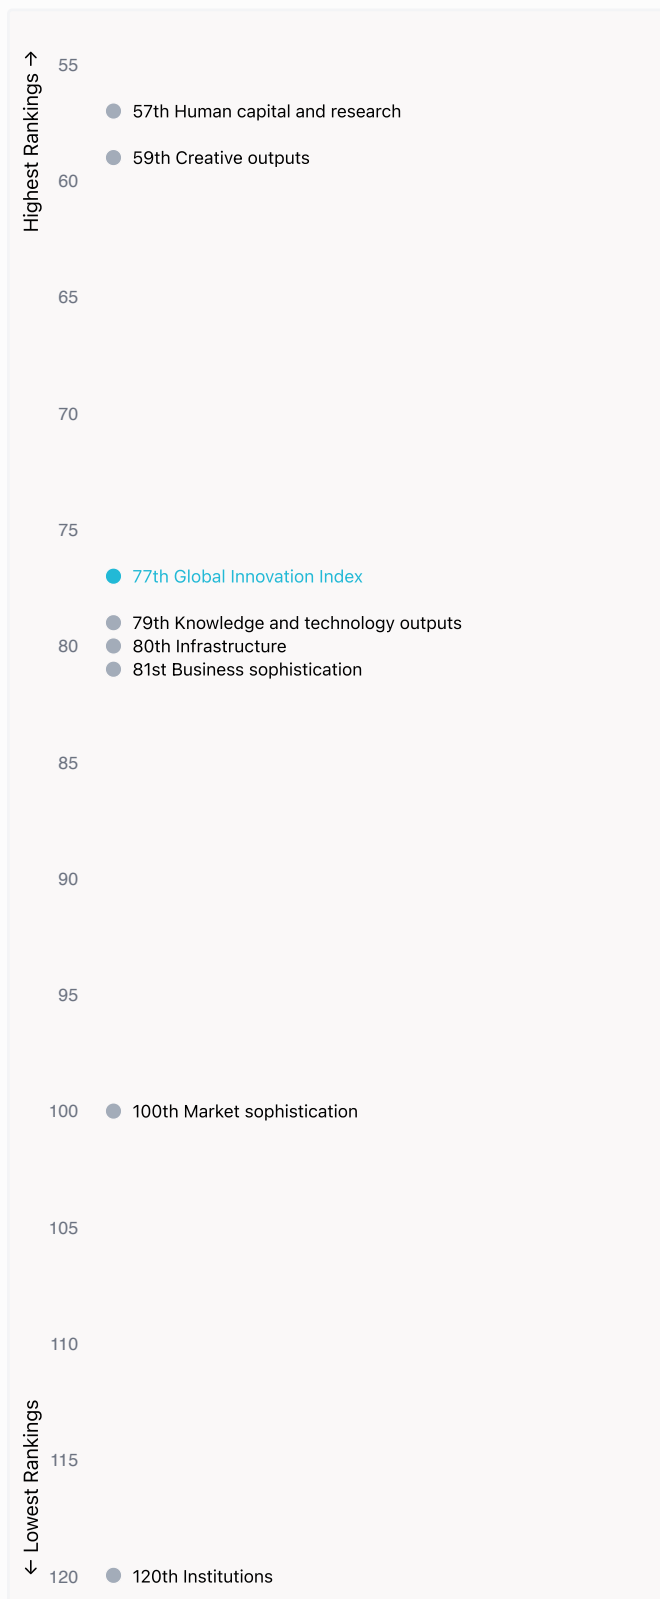 Highest Rankings →
55
57th Human capital and research
59th Creative outputs
60
65
70
75
77th Global Innovation Index
79th Knowledge and technology outputs
80 80th Infrastructure
81st Business sophistication
85
90
95
100 100th Market sophistication
105
110
← Lowest Rankings
115
120 120th Institutions